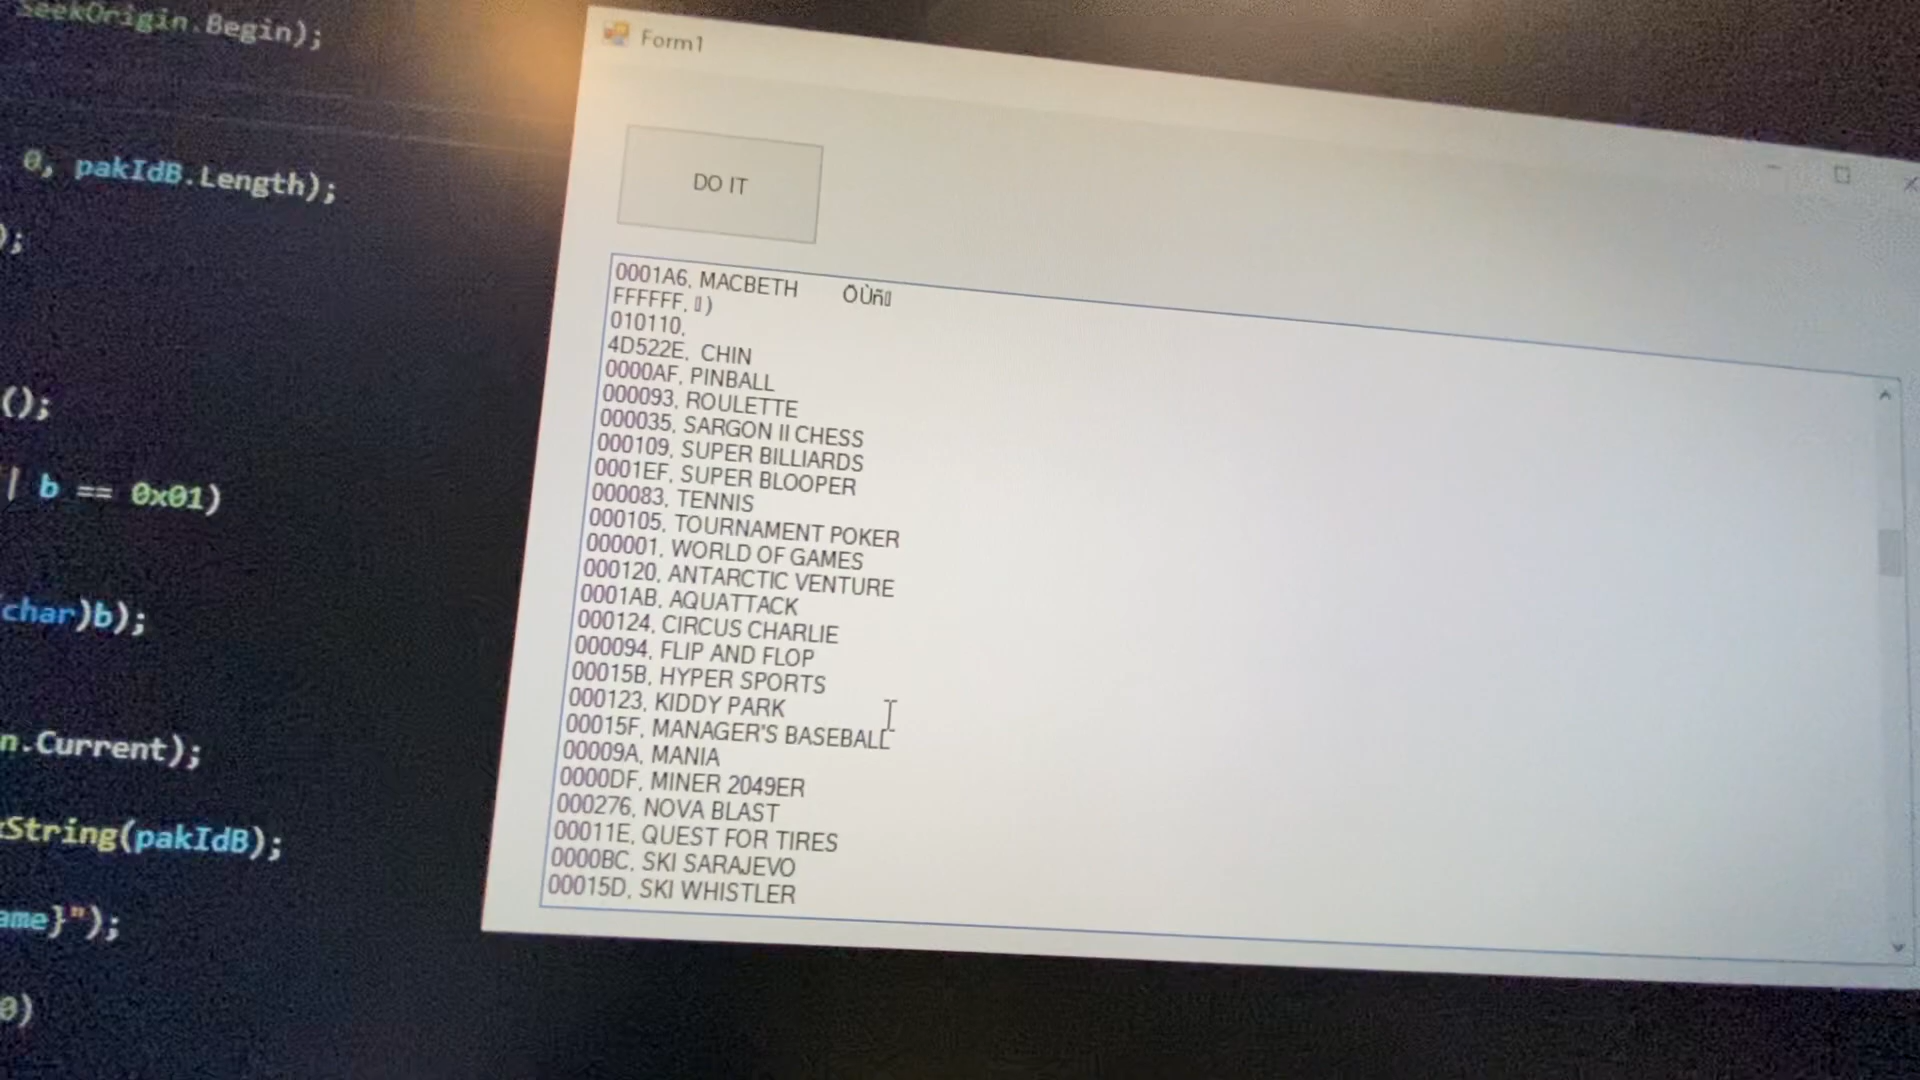 SeekOrigin.Begin);
0, pakIdB.Length);
);
();
| b == 0x01)
char)b);
n.Current);
String(pakIdB);
ame}");
0)
Form1
DO IT
0001A6, MACBETH ÕÙñ
FFFFFF, )
010110,
4D522E, CHIN
0000AF, PINBALL
000093, ROULETTE
000035, SARGON II CHESS
000109, SUPER BILLIARDS
0001EF, SUPER BLOOPER
000083, TENNIS
000105, TOURNAMENT POKER
000001, WORLD OF GAMES
000120, ANTARCTIC VENTURE
0001AB, AQUATTACK
000124, CIRCUS CHARLIE
000094, FLIP AND FLOP
00015B, HYPER SPORTS
000123, KIDDY PARK
00015F, MANAGER'S BASEBALL
00009A, MANIA
0000DF, MINER 2049ER
000276, NOVA BLAST
00011E, QUEST FOR TIRES
0000BC, SKI SARAJEVO
00015D, SKI WHISTLER